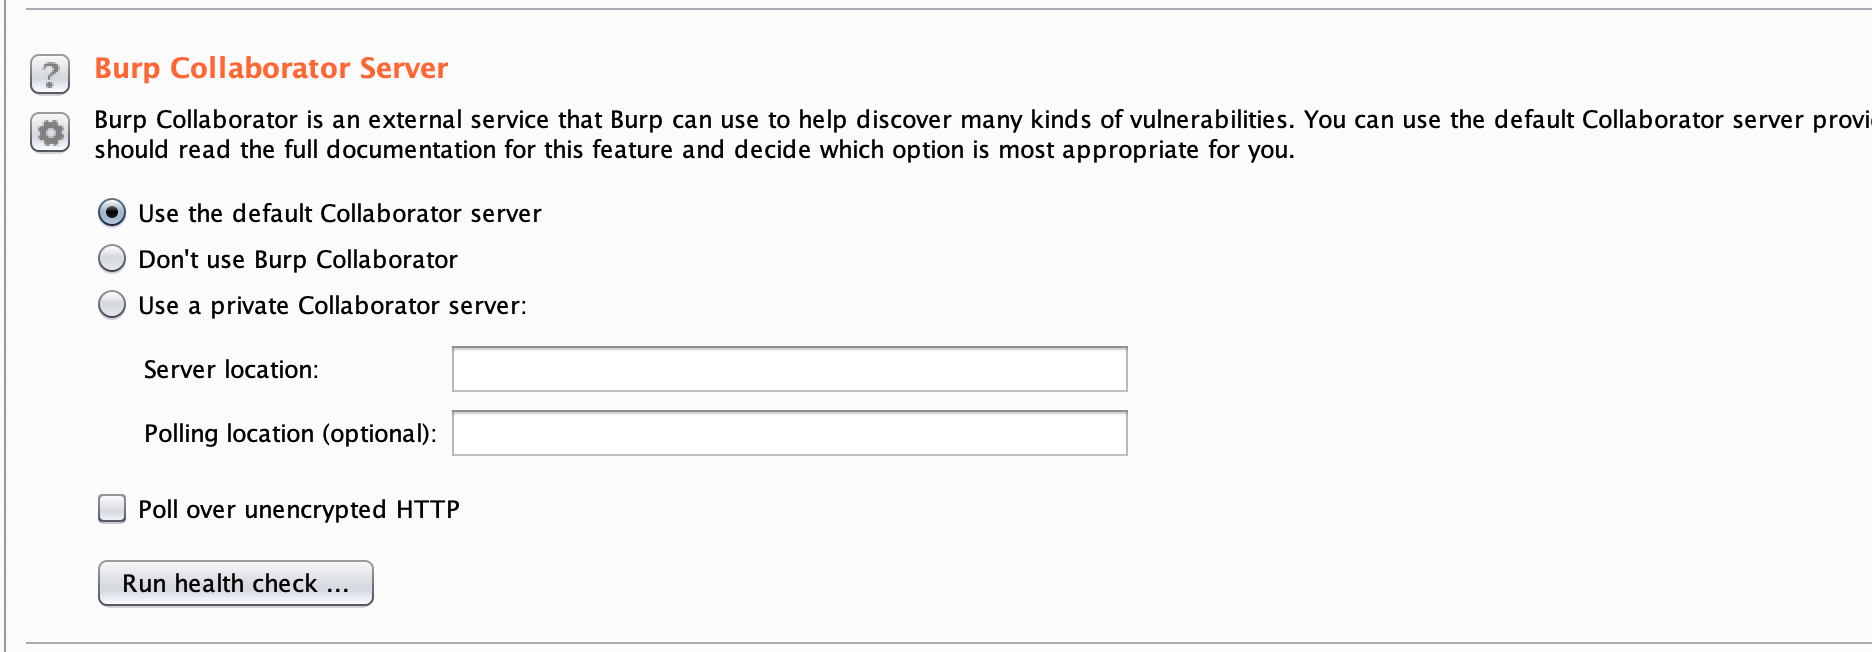 Burp Collaborator Server
Burp Collaborator is an external service that Burp can use to help discover many kinds of vulnerabilities. You can use the default Collaborator server
should read the full documentation for this feature and decide which option is most appropriate for you.
Use the default Collaborator server
Don't use Burp Collaborator
Use a private Collaborator server:
Server location:
Polling location (optional):
Poll over unencrypted HTTP
Run health check ...